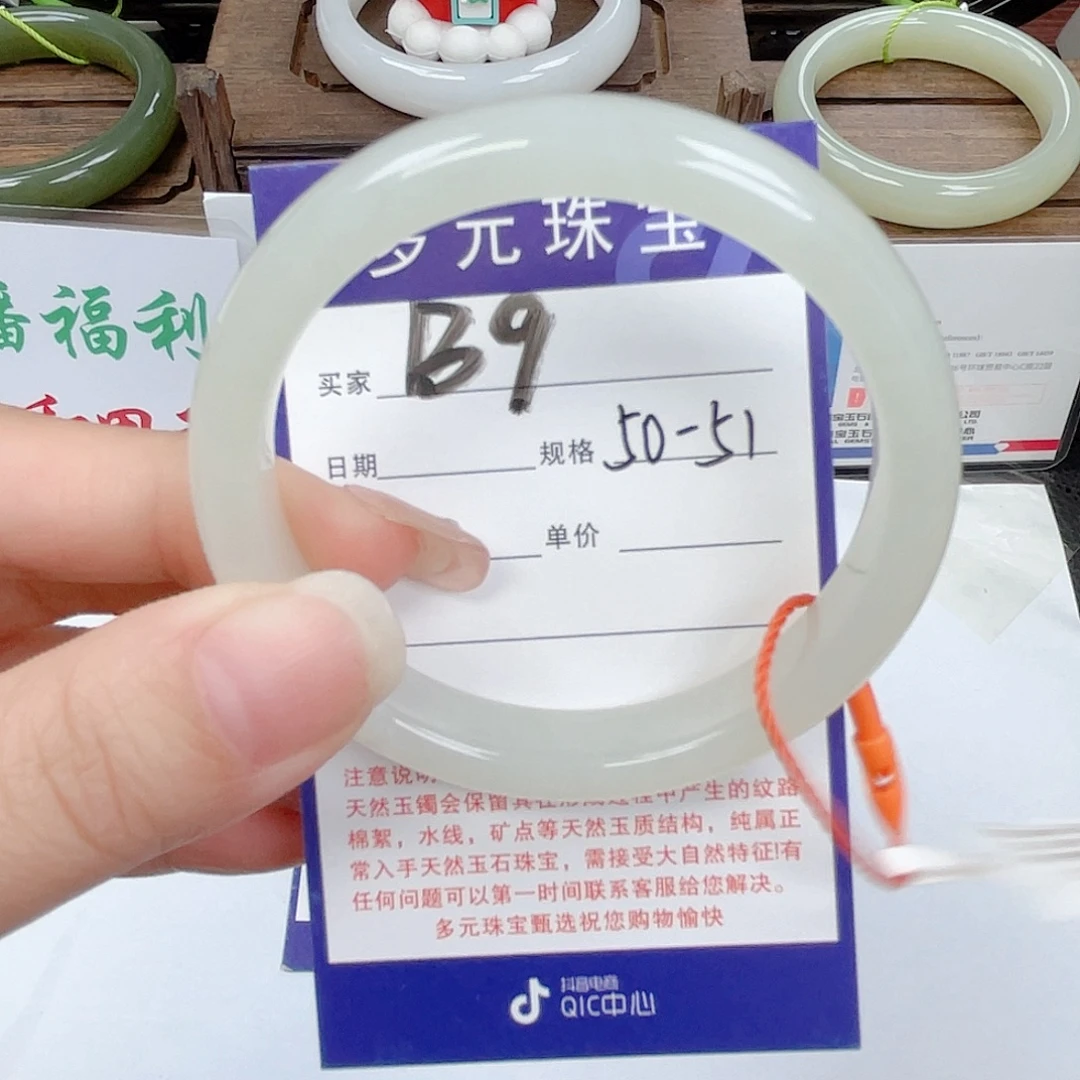 多元珠宝
买家 B9
日期 规格 50-51
单价
注意说明
天然玉镯会保留其在形成过程中产生的纹路
棉絮，水线，矿点等天然玉质结构，纯属正
常入手天然玉石珠宝，需接受大自然特征!有
任何问题可以第一时间联系客服给您解决。
多元珠宝甄选祝您购物愉快
抖音电商
QIC中心
播福利